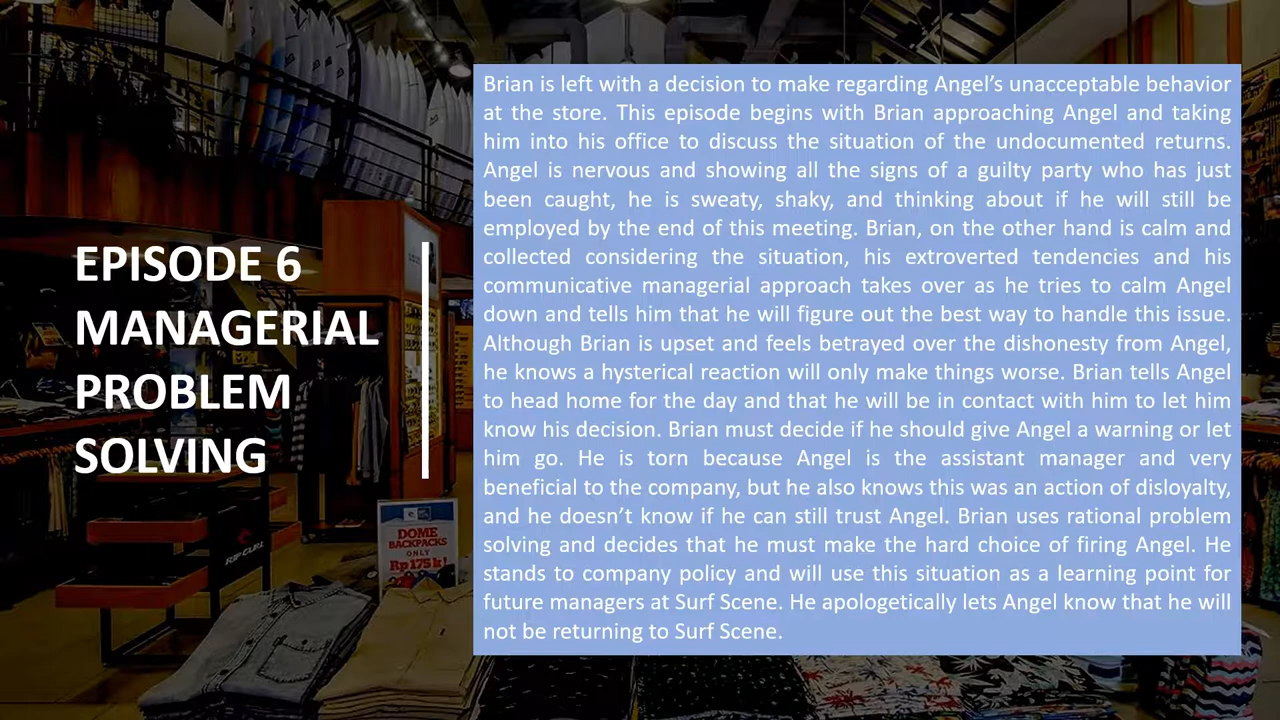 EPISODE 6
MANAGERIAL
PROBLEM
SOLVING
Brian is left with a decision to make regarding Angel’s unacceptable behavior
at the store. This episode begins with Brian approaching Angel and taking
him into his office to discuss the situation of the undocumented returns.
Angel is nervous and showing all the signs of a guilty party who has just
been caught, he is sweaty, shaky, and thinking about if he will still be
employed by the end of this meeting. Brian, on the other hand is calm and
collected considering the situation, his extroverted tendencies and his
communicative managerial approach takes over as he tries to calm Angel
down and tells him that he will figure out the best way to handle this issue.
Although Brian is upset and feels betrayed over the dishonesty from Angel,
he knows a hysterical reaction will only make things worse. Brian tells Angel
to head home for the day and that he will be in contact with him to let him
know his decision. Brian must decide if he should give Angel a warning or let
him go. He is torn because Angel is the assistant manager and very
beneficial to the company, but he also knows this was an action of disloyalty,
and he doesn’t know if he can still trust Angel. Brian uses rational problem
solving and decides that he must make the hard choice of firing Angel. He
stands to company policy and will use this situation as a learning point for
future managers at Surf Scene. He apologetically lets Angel know that he will
not be returning to Surf Scene.
RIP CURL
DOME
BACKPACKS
ONLY
Rp 175 k!